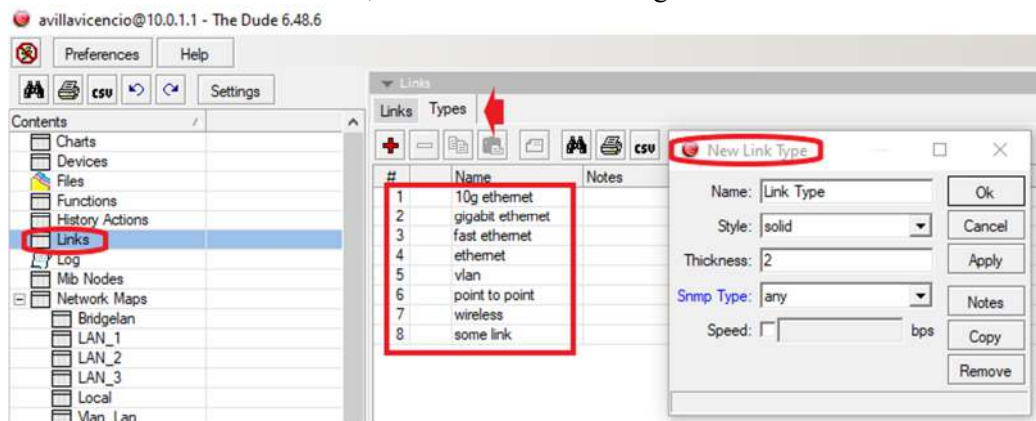 avillavicencio@10.0.1.1 - The Dude 6.48.6
Preferences Help
csv Settings
Contents /
Charts
Devices
Files
Functions
History Actions
Links
Log
Mib Nodes
Network Maps
Bridgelan
LAN_1
LAN_2
LAN_3
Local
Vlan_Lan
Links
Links Types
csv
# Name Notes
1 10g ethernet
2 gigabit ethernet
3 fast ethernet
4 ethernet
5 vlan
6 point to point
7 wireless
8 some link
New Link Type
Name: Link Type Ok
Style: solid Cancel
Thickness: 2 Apply
Snmp Type: any Notes
Speed: bps Copy
Remove